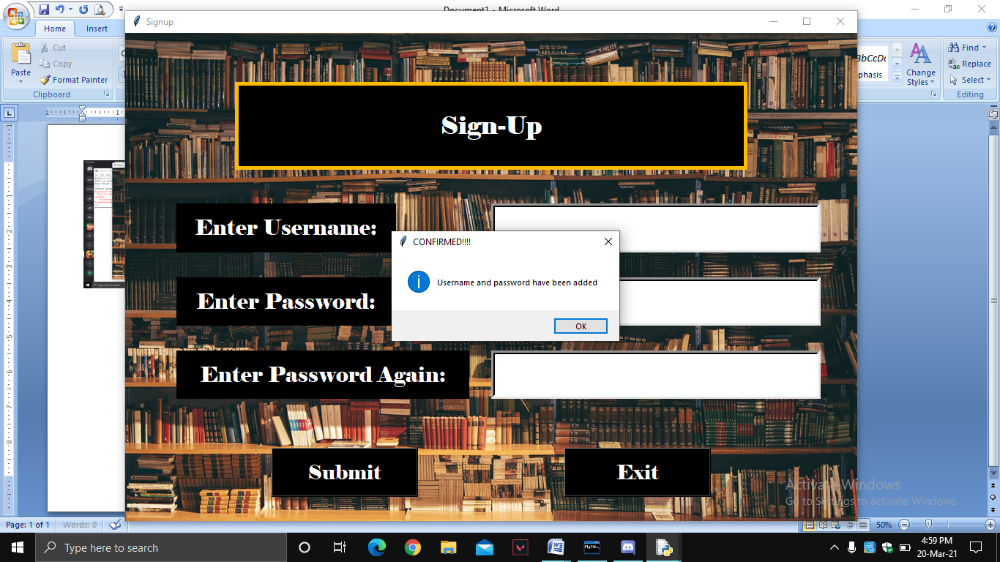 Document1 - Microsoft Word
Signup
Home
Insert
Cut
Copy
Paste
Format Painter
Clipboard
Change
Styles
Find
Replace
Select
Editing
Sign-Up
Enter Username:
CONFIRMED!!!!
Username and password have been added
OK
Enter Password:
Enter Password Again:
Submit
Exit
Activate Windows
Go to Settings to activate Windows.
Page: 1 of 1
Words: 0
50%
Type here to search
4:59 PM
20-Mar-21